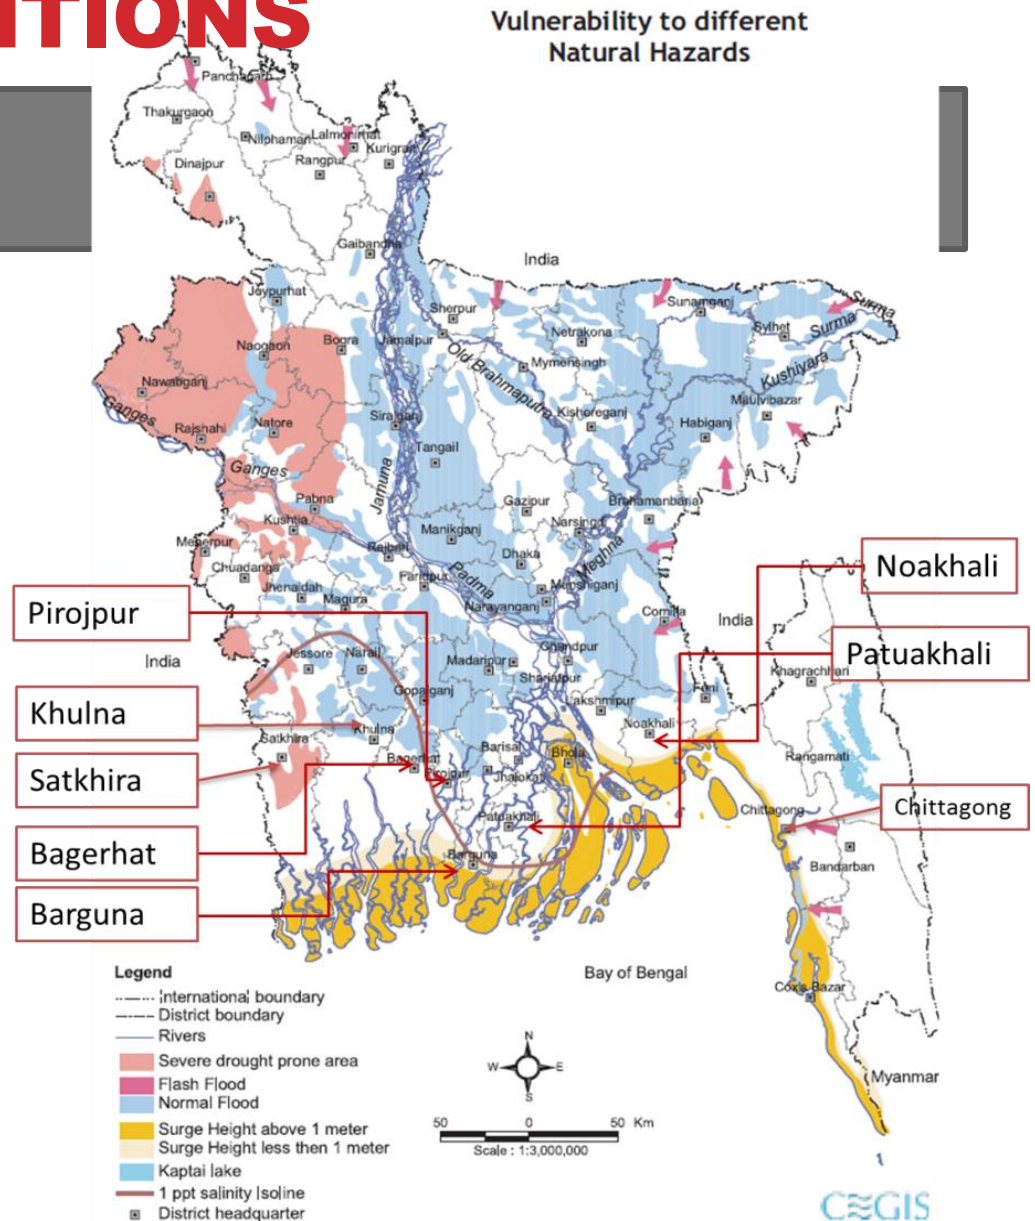 ITIONS
Vulnerability to different
Natural Hazards
Panchagarh
Thakurgaon
Nilphamari
Lalmonirhat
Kurigram
Dinajpur
Rangpur
Gaibandha
India
Joypurhat
Sherpur
Sunamganj
Surma
Naogaon
Bogra
Jamalpur
Netrakona
Sylhet
Surma
Old Brahmaputra
Mymensingh
Kushiyara
Nawabganj
Ganges
Maulvibazar
Rajshahi
Natore
Sirajganj
Kishoreganj
Habiganj
Tangail
Ganges
Jamuna
Pabna
Gazipur
Brahamanbaria
Kushtia
Manikganj
Narsingdi
Meherpur
Rajbari
Dhaka
Meghna
Chuadanga
Faridpur
Padma
Munshiganj
Noakhali
Jhenaidah
Magura
Narayanganj
Pirojpur
Comilla
India
India
Jessore
Narail
Madaripur
Chandpur
Patuakhali
Shariatpur
Khagrachhari
Gopalganj
Lakshmipur
Feni
Khulna
Khulna
Noakhali
Satkhira
Barisal
Bhola
Rangamati
Satkhira
Bagerhat
Pirojpur
Jhalokati
Chittagong
Chittagong
Patuakhali
Bagerhat
Barguna
Bandarban
Barguna
Bay of Bengal
Cox's Bazar
Myanmar
Legend
International boundary
District boundary
Rivers
Severe drought prone area
Flash Flood
Normal Flood
Surge Height above 1 meter
Surge Height less then 1 meter
Kaptai lake
1 ppt salinity Isoline
District headquarter
N
W
E
S
50 0 50 Km
Scale : 1:3,000,000
CEGIS